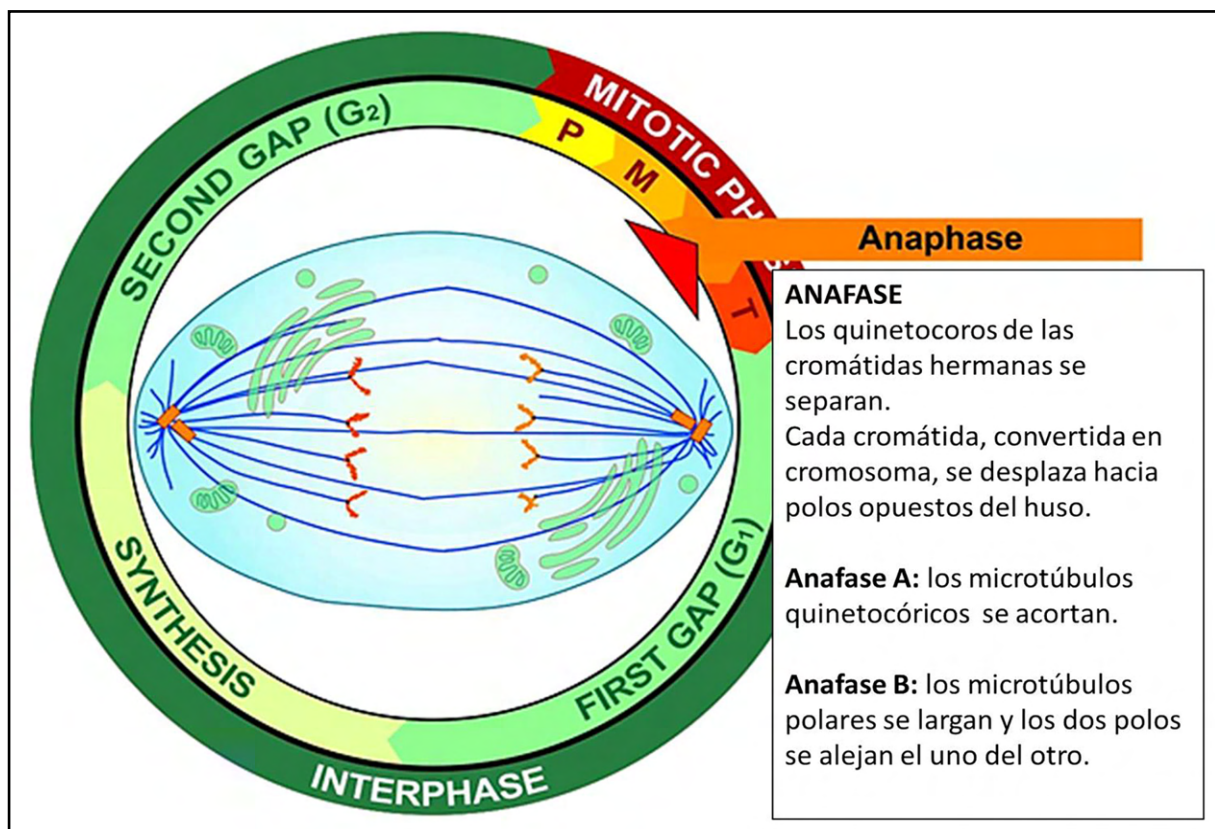 SECOND GAP (G2)
P
M
MITOTIC PH
Anaphase
T
ANAFASE
Los quinetocoros de las
cromátidas hermanas se
separan.
Cada cromátida, convertida en
cromosoma, se desplaza hacia
polos opuestos del huso.
Anafase A: los microtúbulos
quinetocóricos se acortan.
Anafase B: los microtúbulos
polares se largan y los dos polos
se alejan el uno del otro.
SYNTHESIS
FIRST GAP (G1)
INTERPHASE